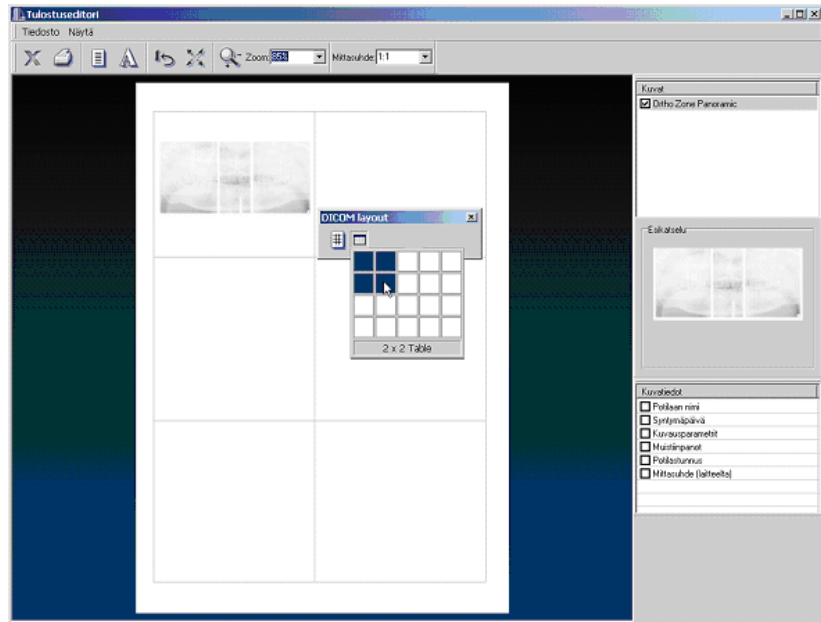 Tulostuseditori
Tiedosto Näytä
Zoom: 85% Mittasuhde: 1:1
Kuvat
Ortho Zone Panoramic
DICOM layout
2 x 2 Table
Esikatselu
Kuvatiedot
Potilaan nimi
Syntymäpäivä
Kuvausparametrit
Muistiinpanot
Potilastunnus
Mittasuhde (laitteelta)